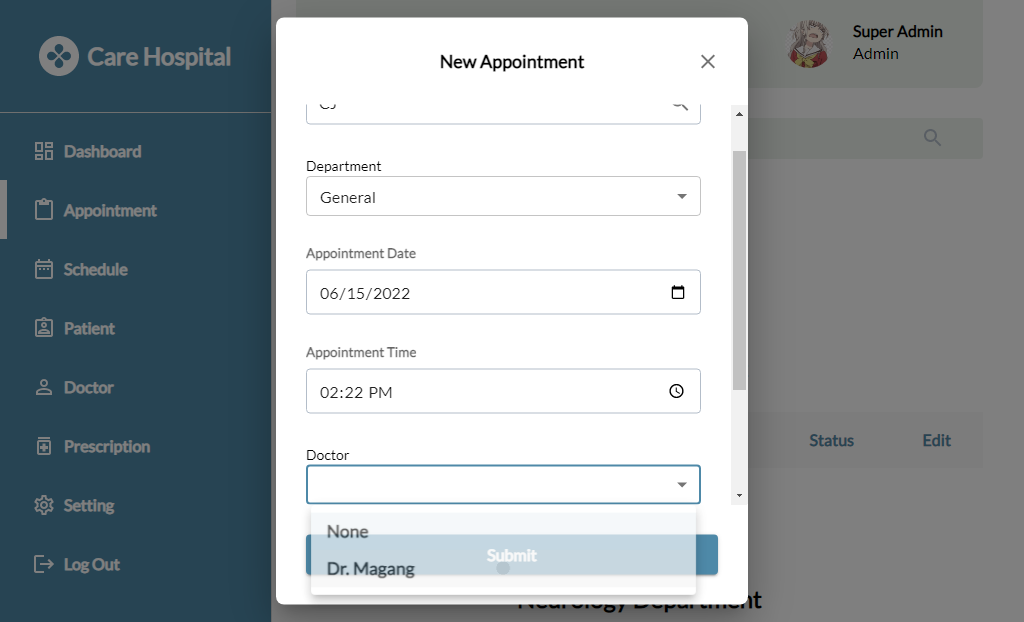 Care Hospital
Dashboard
Appointment
Schedule
Patient
Doctor
Prescription
Setting
Log Out
Super Admin
Admin
New Appointment
Department
General
Appointment Date
06/15/2022
Appointment Time
02:22 PM
Doctor
None
Submit
Dr. Magang
Status
Edit
Neurology Department